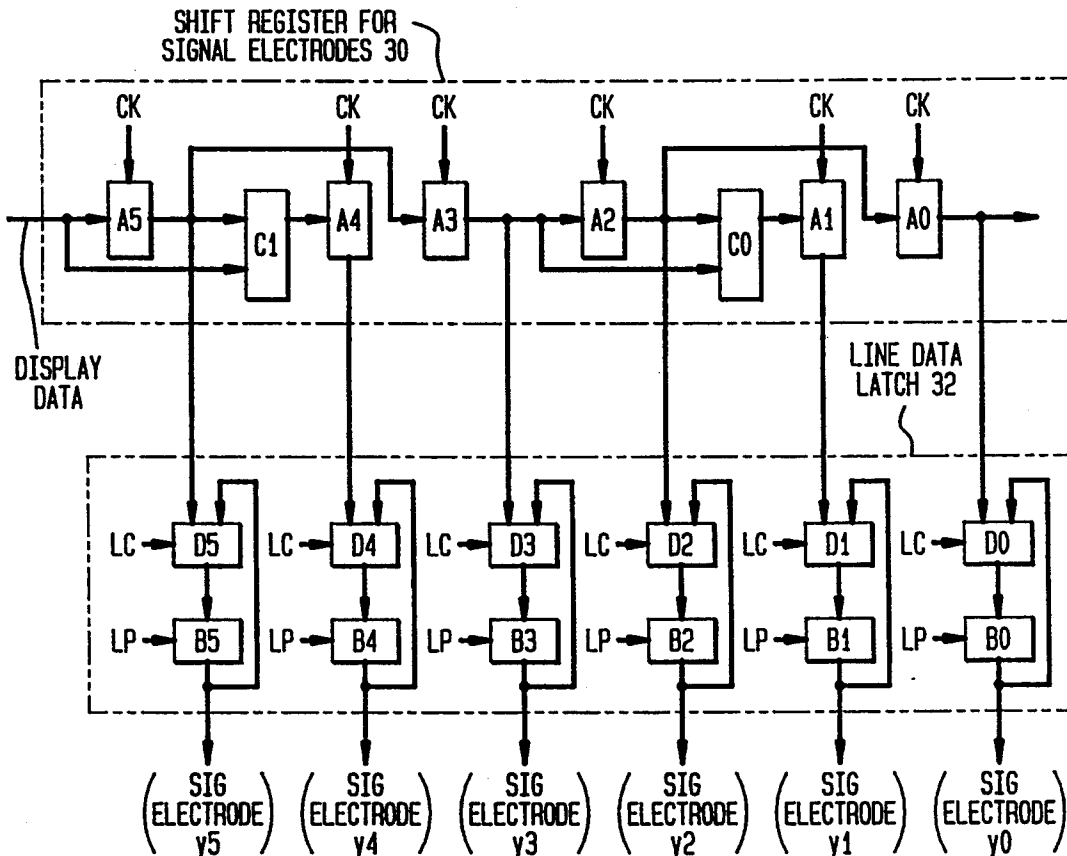 SHIFT REGISTER FOR
SIGNAL ELECTRODES 30
CK CK CK CK CK CK
A5 C1 A4 A3 A2 C0 A1 A0
DISPLAY
DATA
LINE DATA
LATCH 32
LC D5 LC D4 LC D3 LC D2 LC D1 LC D0
LP B5 LP B4 LP B3 LP B2 LP B1 LP B0
(SIG ELECTRODE y5)
(SIG ELECTRODE y4)
(SIG ELECTRODE y3)
(SIG ELECTRODE y2)
(SIG ELECTRODE y1)
(SIG ELECTRODE y0)